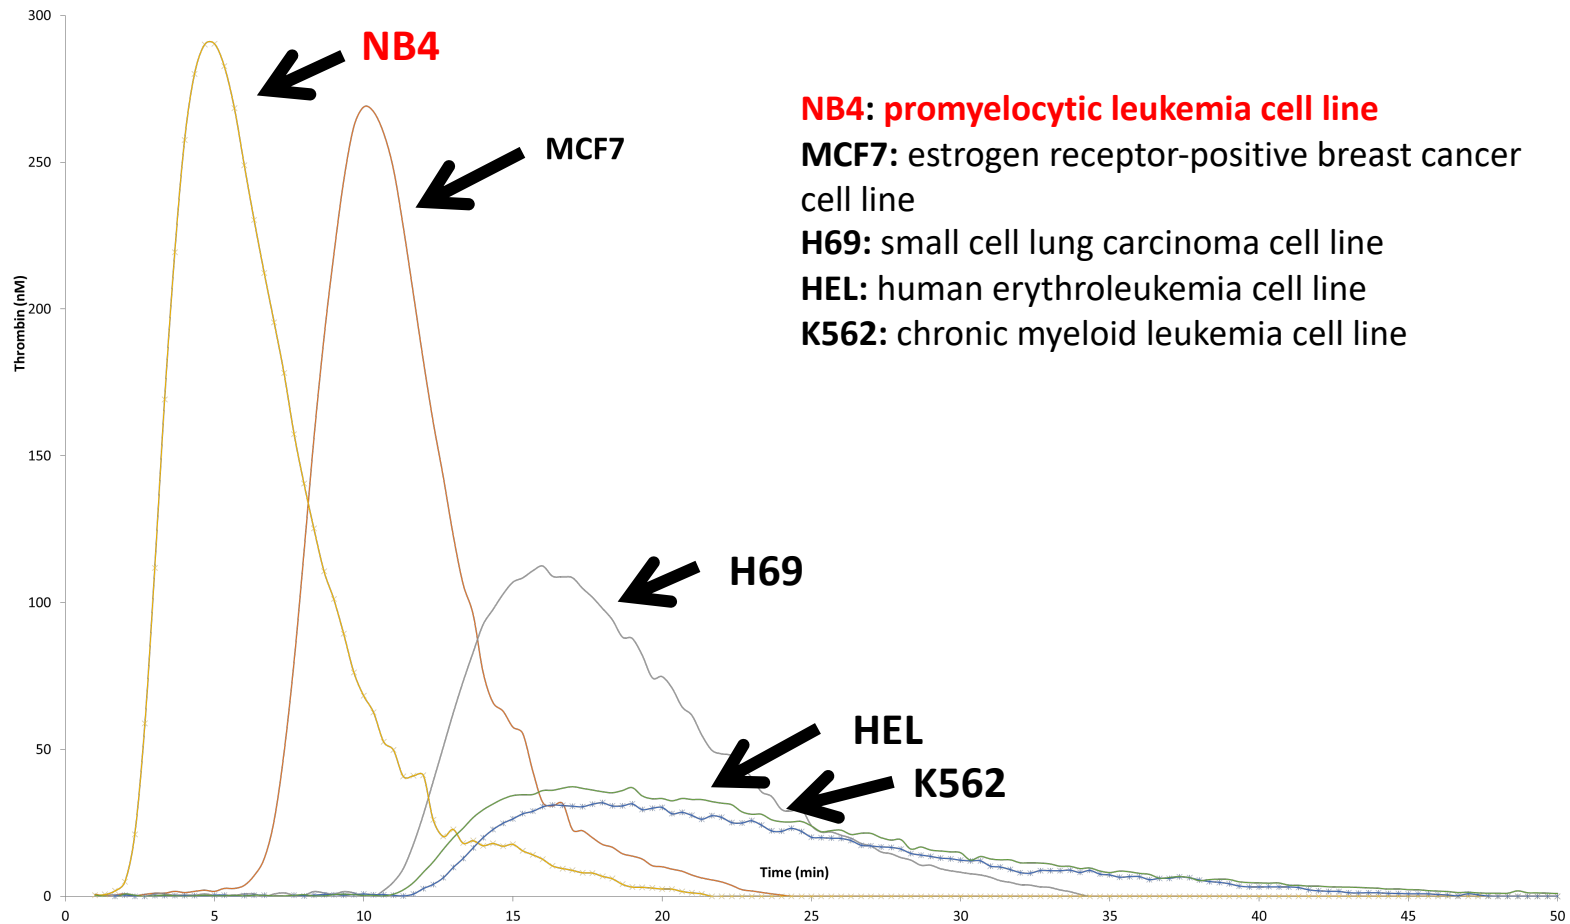 300
250
200
150
100
50
0
Thrombin (nM)
NB4
MCF7
H69
HEL
K562
NB4: promyelocytic leukemia cell line
MCF7: estrogen receptor-positive breast cancer
cell line
H69: small cell lung carcinoma cell line
HEL: human erythroleukemia cell line
K562: chronic myeloid leukemia cell line
Time (min)
0 5 10 15 20 25 30 35 40 45 50